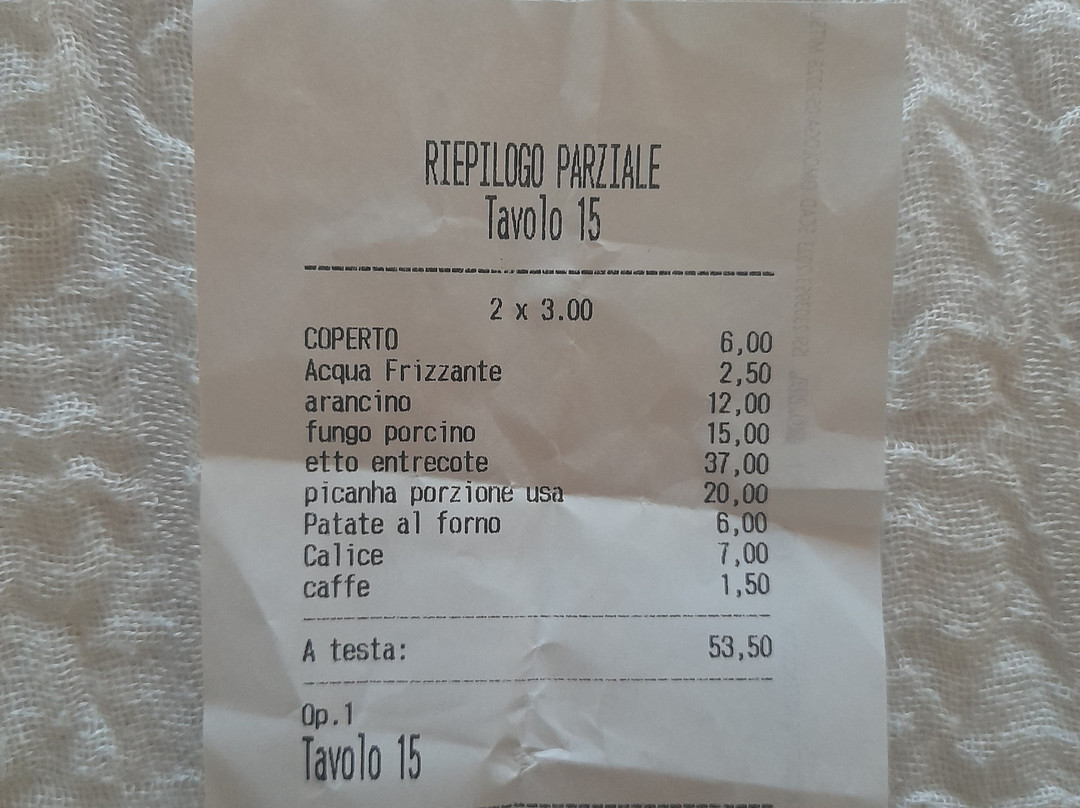 RIEPILOGO PARZIALE
Tavolo 15
2 x 3.00
COPERTO 6,00
Acqua Frizzante 2,50
arancino 12,00
fungo porcino 15,00
etto entrecote 37,00
picanha porzione usa 20,00
Patate al forno 6,00
Calice 7,00
caffe 1,50
A testa: 53,50
Op.1
Tavolo 15